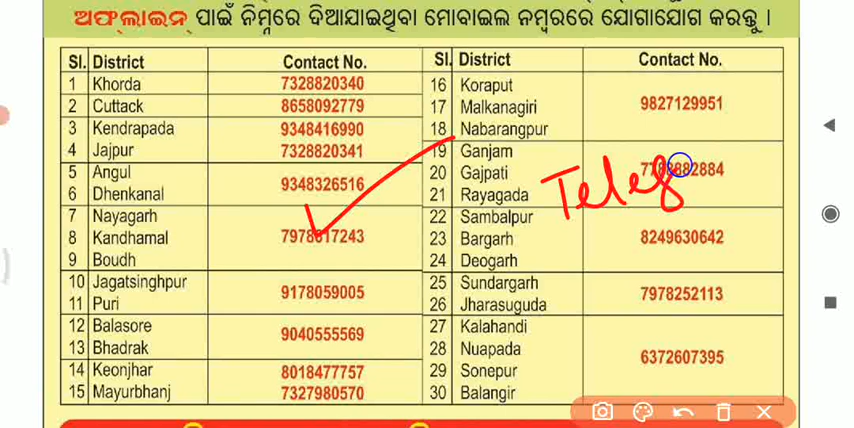 ଅଫ୍‌ଲାଇନ୍ ପାଇଁ ନିମ୍ନରେ ଦିଆଯାଇଥିବା ମୋବାଇଲ ନମ୍ବରରେ ଯୋଗାଯୋଗ କରନ୍ତୁ ।
Sl. District Contact No.
1 Khorda 7328820340
2 Cuttack 8658092779
3 Kendrapada 9348416990
4 Jajpur 7328820341
5 Angul
9348326516
6 Dhenkanal
7 Nayagarh
8 Kandhamal
9 Boudh
10 Jagatsinghpur
9178059005
11 Puri
12 Balasore
9040555569
13 Bhadrak
14 Keonjhar 8018477757
15 Mayurbhanj 7327980570
Sl. District Contact No.
16 Koraput
17 Malkanagiri 9827129951
18 Nabarangpur
19 Ganjam
20 Gajpati
21 Rayagada
Teleg
22 Sambalpur
23 Bargarh 8249630642
24 Deogarh
25 Sundargarh
7978252113
26 Jharasuguda
27 Kalahandi
28 Nuapada 6372607395
29 Sonepur
30 Balangir